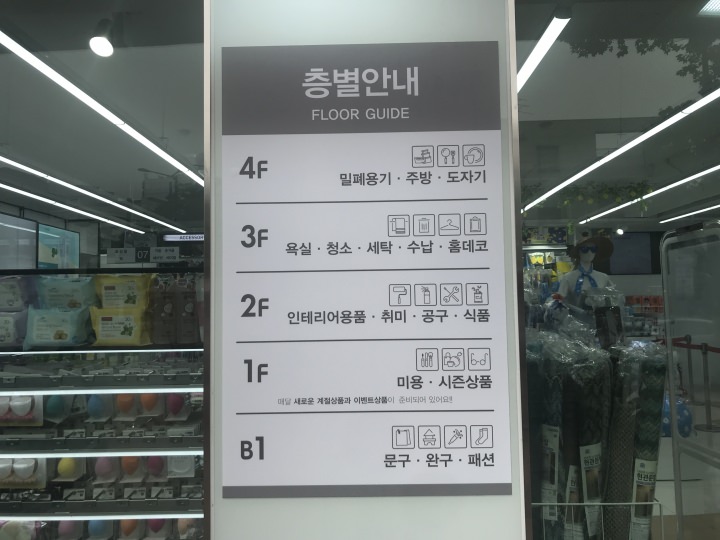 층별안내
FLOOR GUIDE
4F
밀폐용기 · 주방 · 도자기
3F
욕실 · 청소 · 세탁 · 수납 · 홈데코
2F
인테리어용품 · 취미 · 공구 · 식품
1F
미용 · 시즌상품
매달 새로운 계절상품과 이벤트상품이 준비되어 있어요!!
B1
문구 · 완구 · 패션
07